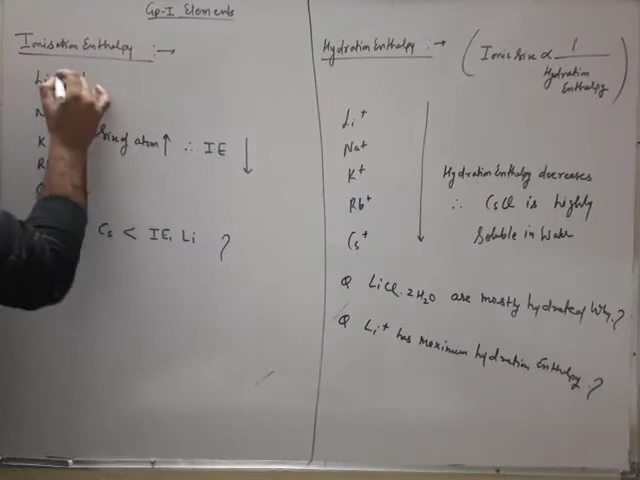 Gp-I Elements
Ionisation Enthalpy :→
Li
N
K
Rb
size of atom ↑ ∴ IE ↓
Cs < IE, Li ?
Hydration Enthalpy :→ (Ionic size ∝ 1 / Hydration Enthalpy)
Li+
Na+
K+
Rb+
Cs+
Hydration Enthalpy decreases
∴ CsCl is highly
Soluble in Water
Q LiCl.2H2O are mostly hydrated Why?
Q Li+ has maximum hydration Enthalpy?